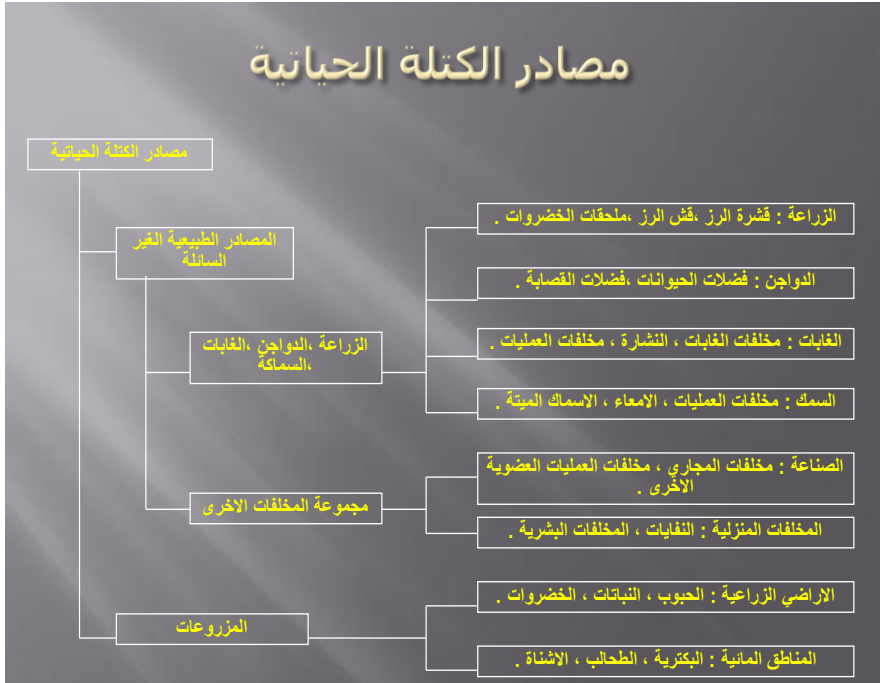 مصادر الكتلة الحياتية
مصادر الكتلة الحياتية
المصادر الطبيعية الغير
السائلة
الزراعة ،الدواجن ،الغابات
،السماكة
الزراعة : قشرة الرز ،قش الرز ،ملحقات الخضروات .
الدواجن : فضلات الحيوانات ،فضلات القصابة .
الغابات : مخلفات الغابات ، النشارة ، مخلفات العمليات .
السمك : مخلفات العمليات ، الامعاء ، الاسماك الميتة .
مجموعة المخلفات الاخرى
الصناعة : مخلفات المجاري ، مخلفات العمليات العضوية
الاخرى .
المخلفات المنزلية : النفايات ، المخلفات البشرية .
المزروعات
الاراضي الزراعية : الحبوب ، النباتات ، الخضروات .
المناطق المائية : البكترية ، الطحالب ، الاشناة .